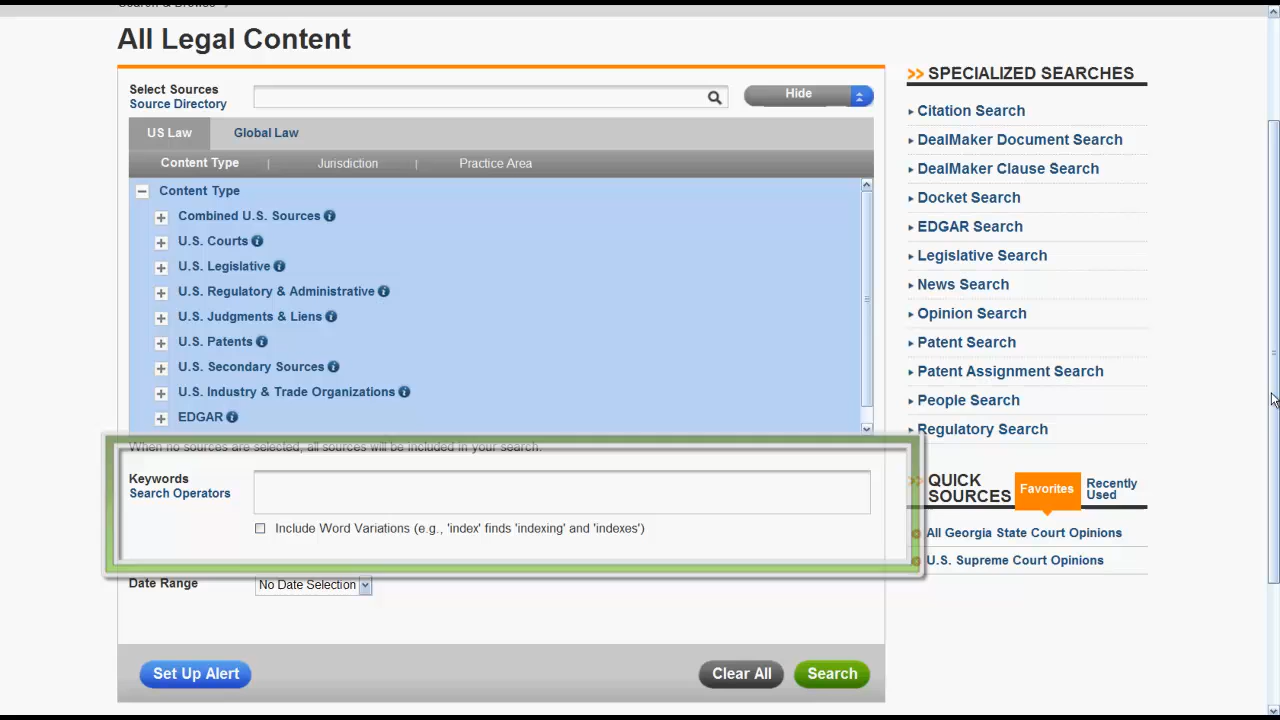 Search & Browse
All Legal Content
Select Sources
Source Directory
Hide
US Law
Global Law
Content Type | Jurisdiction | Practice Area
Content Type
Combined U.S. Sources
U.S. Courts
U.S. Legislative
U.S. Regulatory & Administrative
U.S. Judgments & Liens
U.S. Patents
U.S. Secondary Sources
U.S. Industry & Trade Organizations
EDGAR
When no sources are selected, all sources will be included in your search.
Keywords
Search Operators
Include Word Variations (e.g., 'index' finds 'indexing' and 'indexes')
Date Range
No Date Selection
Set Up Alert
Clear All
Search
>> SPECIALIZED SEARCHES
Citation Search
DealMaker Document Search
DealMaker Clause Search
Docket Search
EDGAR Search
Legislative Search
News Search
Opinion Search
Patent Search
Patent Assignment Search
People Search
Regulatory Search
>> QUICK
SOURCES
Favorites
Recently
Used
All Georgia State Court Opinions
U.S. Supreme Court Opinions